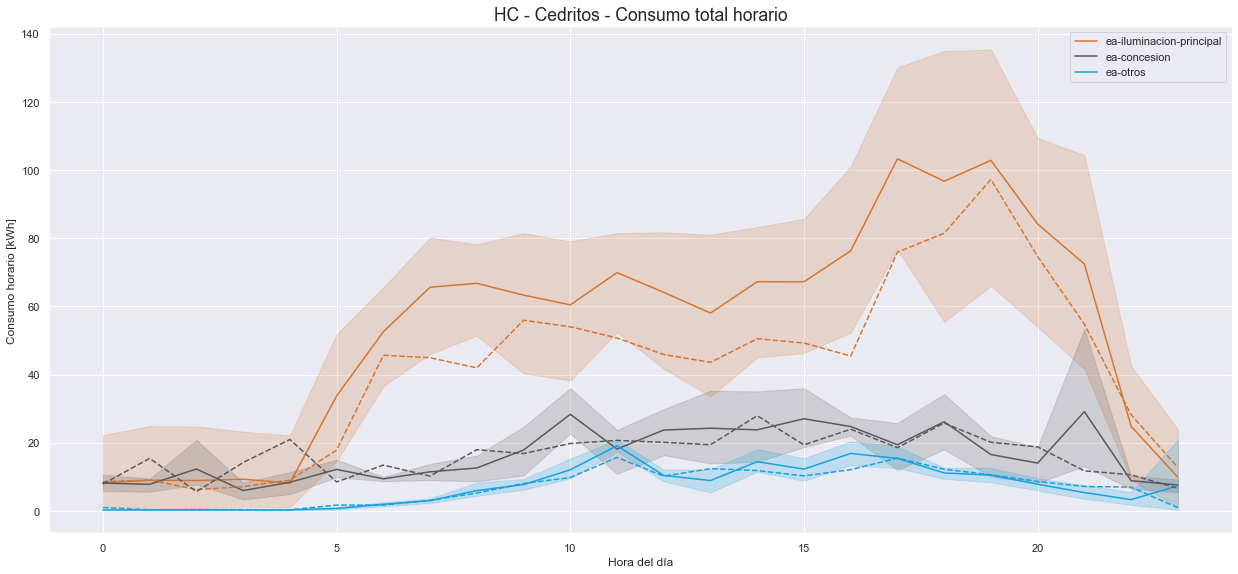 HC - Cedritos - Consumo total horario
ea-iluminacion-principal
ea-concesion
ea-otros
Consumo horario [kWh]
140
120
100
80
60
40
20
0
0 5 10 15 20
Hora del día